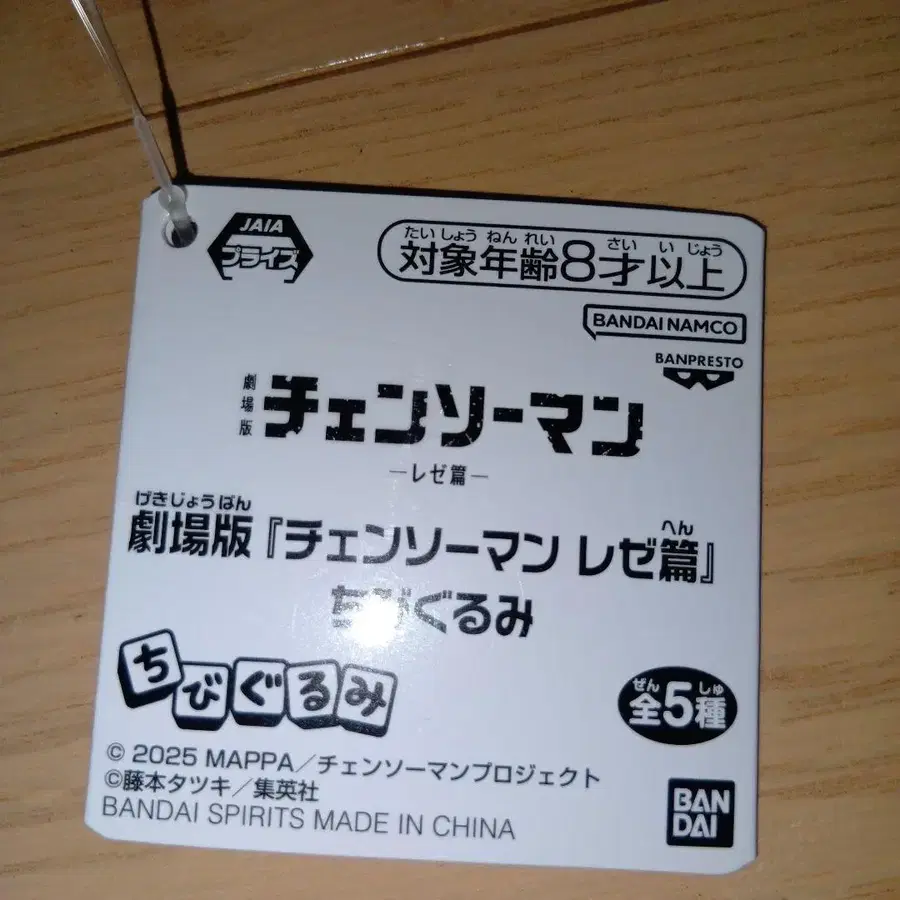 JAIA
プライズ
たいしょうねんれい さいいじょう
対象年齢8才以上
BANDAI NAMCO
BANPRESTO
劇場版
チェンソーマン
―レゼ篇―
げきじょうばん へん
劇場版『チェンソーマン レゼ篇』
ちびぐるみ
ちびぐるみ
ぜん しゅ
全5種
© 2025 MAPPA／チェンソーマンプロジェクト
©藤本タツキ／集英社
BANDAI SPIRITS MADE IN CHINA
BAN
DAI